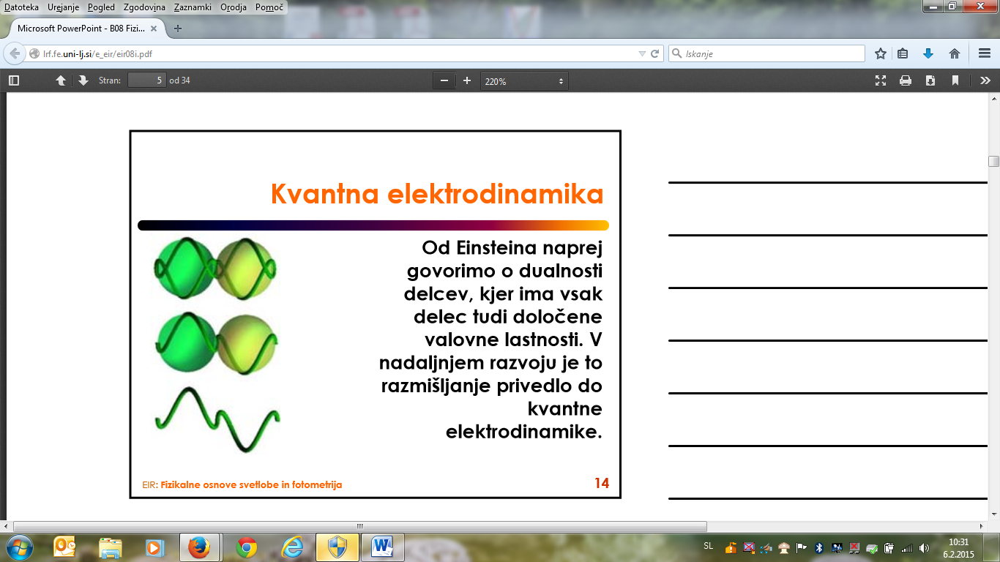 Datoteka Urejanje Pogled Zgodovina Zaznamki Orodja Pomoč
Microsoft PowerPoint - B08 Fizi...
lrf.fe.uni-lj.si/e_eir/eir08i.pdf
Iskanje
Stran: 5 od 34
220%
Kvantna elektrodinamika
Od Einsteina naprej
govorimo o dualnosti
delcev, kjer ima vsak
delec tudi določene
valovne lastnosti. V
nadaljnjem razvoju je to
razmišljanje privedlo do
kvantne
elektrodinamike.
EIR: Fizikalne osnove svetlobe in fotometrija
14
SL
10:31
6.2.2015